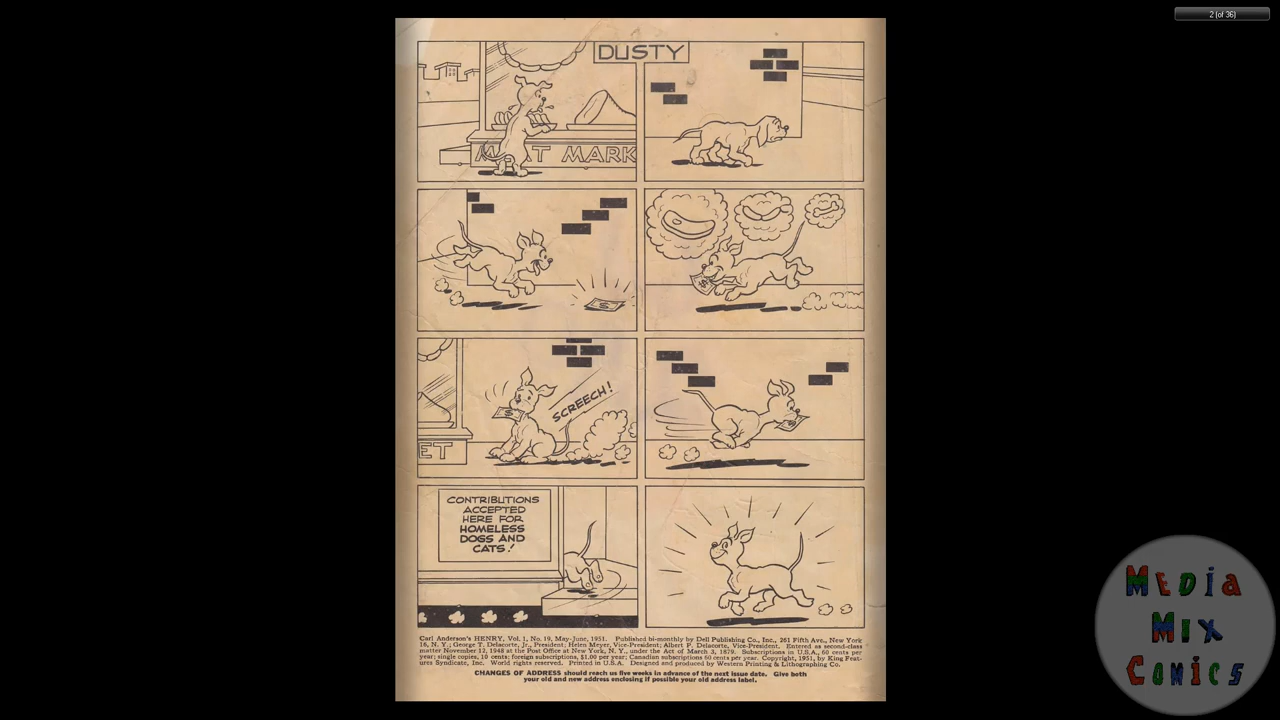 2 (of 36)
DUSTY
MEAT MARK
$
$
SCREECH!
$
ET
CONTRIBUTIONS
ACCEPTED
HERE FOR
HOMELESS
DOGS AND
CATS!
Carl Anderson's HENRY, Vol. 1, No. 19, May-June, 1951. Published bi-monthly by Dell Publishing Co., Inc., 261 Fifth Ave., New York
16, N. Y.; George T. Delacorte, Jr., President; Helen Meyer, Vice-President; Albert P. Delacorte, Vice-President. Entered as second-class
matter November 12, 1948 at the Post Office at New York, N. Y., under the Act of March 3, 1879. Subscriptions in U.S.A., 60 cents per
year; single copies, 10 cents; foreign subscriptions, $1.00 per year; Canadian subscriptions 60 cents per year. Copyright, 1951, by King Feat-
ures Syndicate, Inc. World rights reserved. Printed in U.S.A. Designed and produced by Western Printing & Lithographing Co.
CHANGES OF ADDRESS should reach us five weeks in advance of the next issue date. Give both
your old and new address enclosing if possible your old address label.
MEDiA
MiX
COMiCS